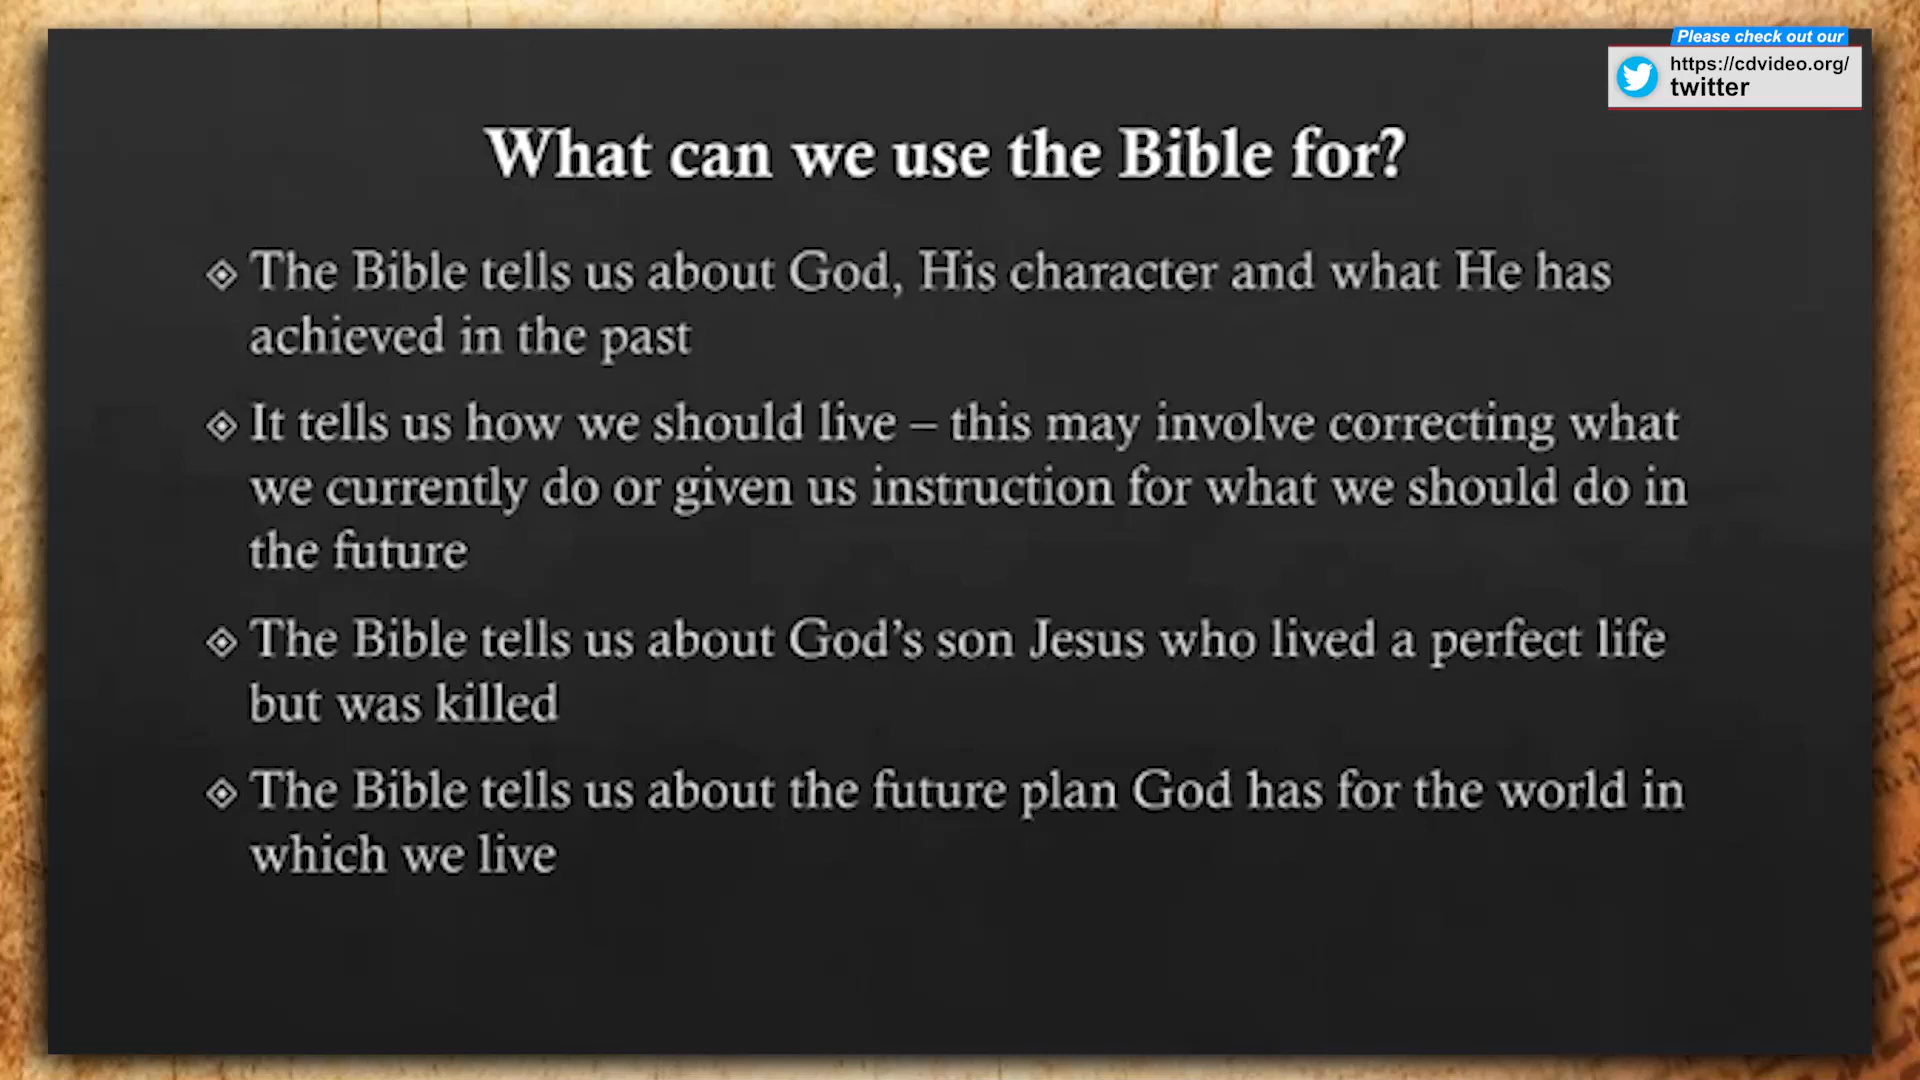 Please check out our
https://cdvideo.org/
twitter
What can we use the Bible for?
The Bible tells us about God, His character and what He has
achieved in the past
It tells us how we should live – this may involve correcting what
we currently do or given us instruction for what we should do in
the future
The Bible tells us about God’s son Jesus who lived a perfect life
but was killed
The Bible tells us about the future plan God has for the world in
which we live